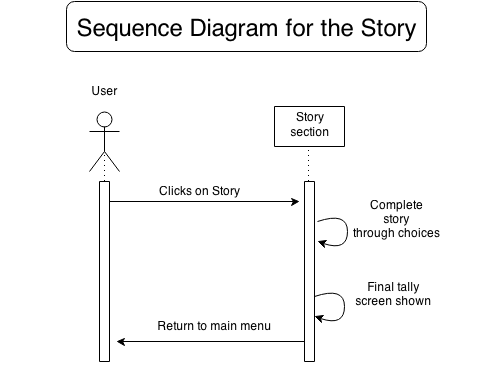 Sequence Diagram for the Story
User
Story
section
Clicks on Story
Complete
story
through choices
Final tally
screen shown
Return to main menu